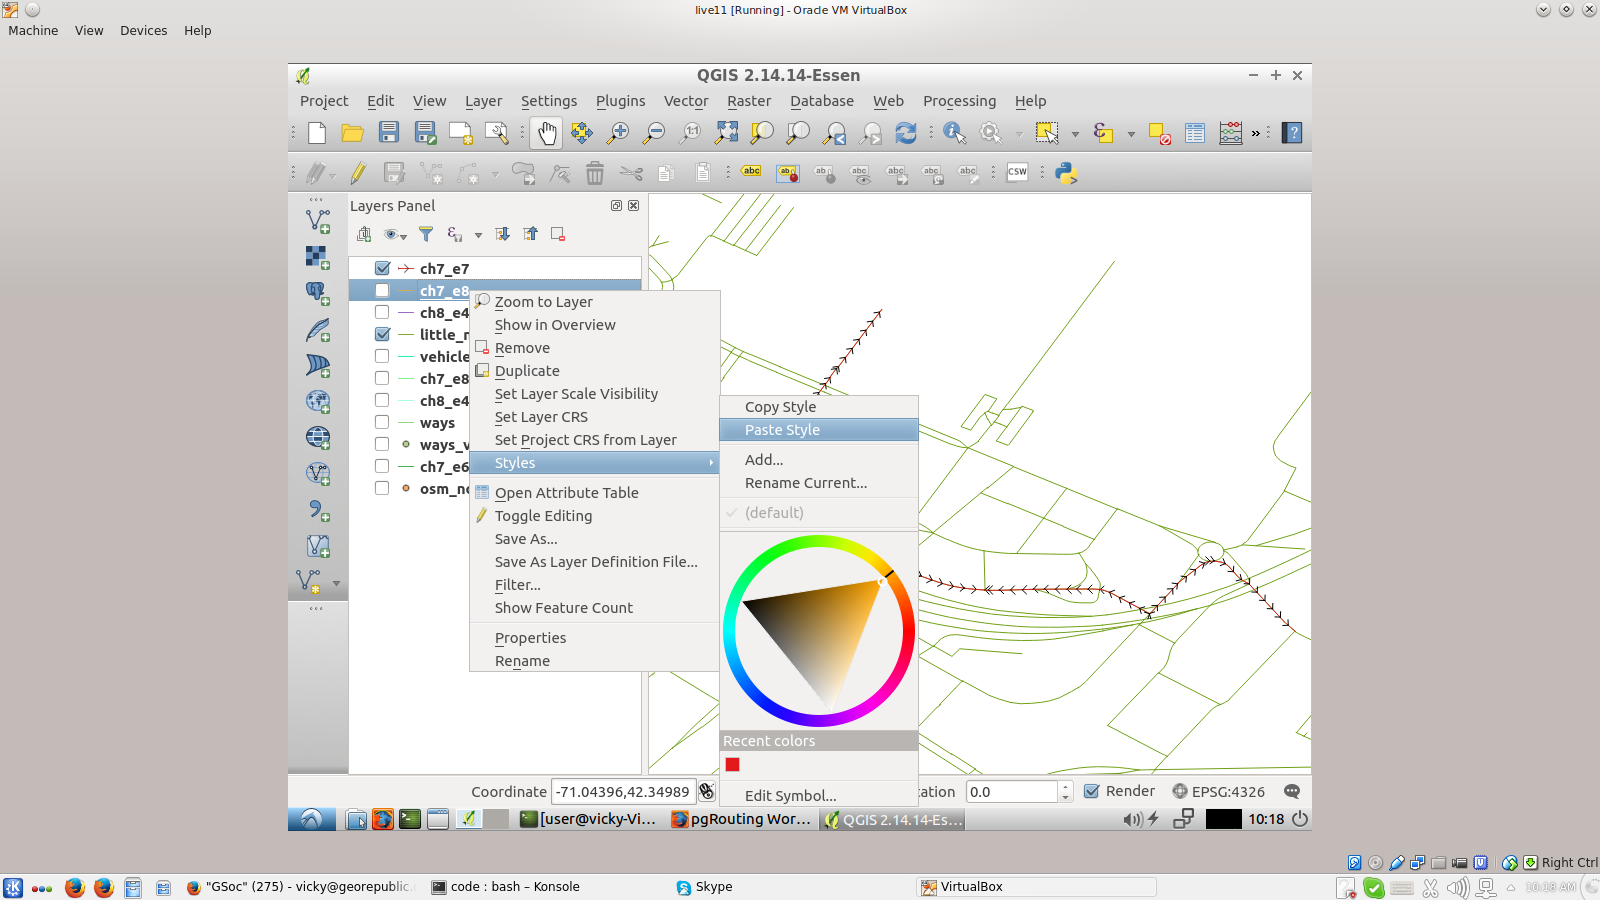 live11 [Running] - Oracle VM VirtualBox
Machine View Devices Help
QGIS 2.14.14-Essen
Project Edit View Layer Settings Plugins Vector Raster Database Web Processing Help
1:1
»
?
abc
CSW
Layers Panel
ch7_e7
ch7_e8
ch8_e4
little_
vehicle
ch7_e8
ch8_e4
ways
ways_v
ch7_e6
osm_no
Zoom to Layer
Show in Overview
Remove
Duplicate
Set Layer Scale Visibility
Set Layer CRS
Set Project CRS from Layer
Styles
Open Attribute Table
Toggle Editing
Save As...
Save As Layer Definition File...
Filter...
Show Feature Count
Properties
Rename
Copy Style
Paste Style
Add...
Rename Current...
(default)
Recent colors
Edit Symbol...
Coordinate -71.04396,42.34989
ation 0.0 Render EPSG:4326
[user@vicky-Vi... pgRouting Wor... QGIS 2.14.14-Es... 10:18
Right Ctrl
"GSoc" (275) - vicky@georepublic. code : bash – Konsole Skype VirtualBox 10:18 AM